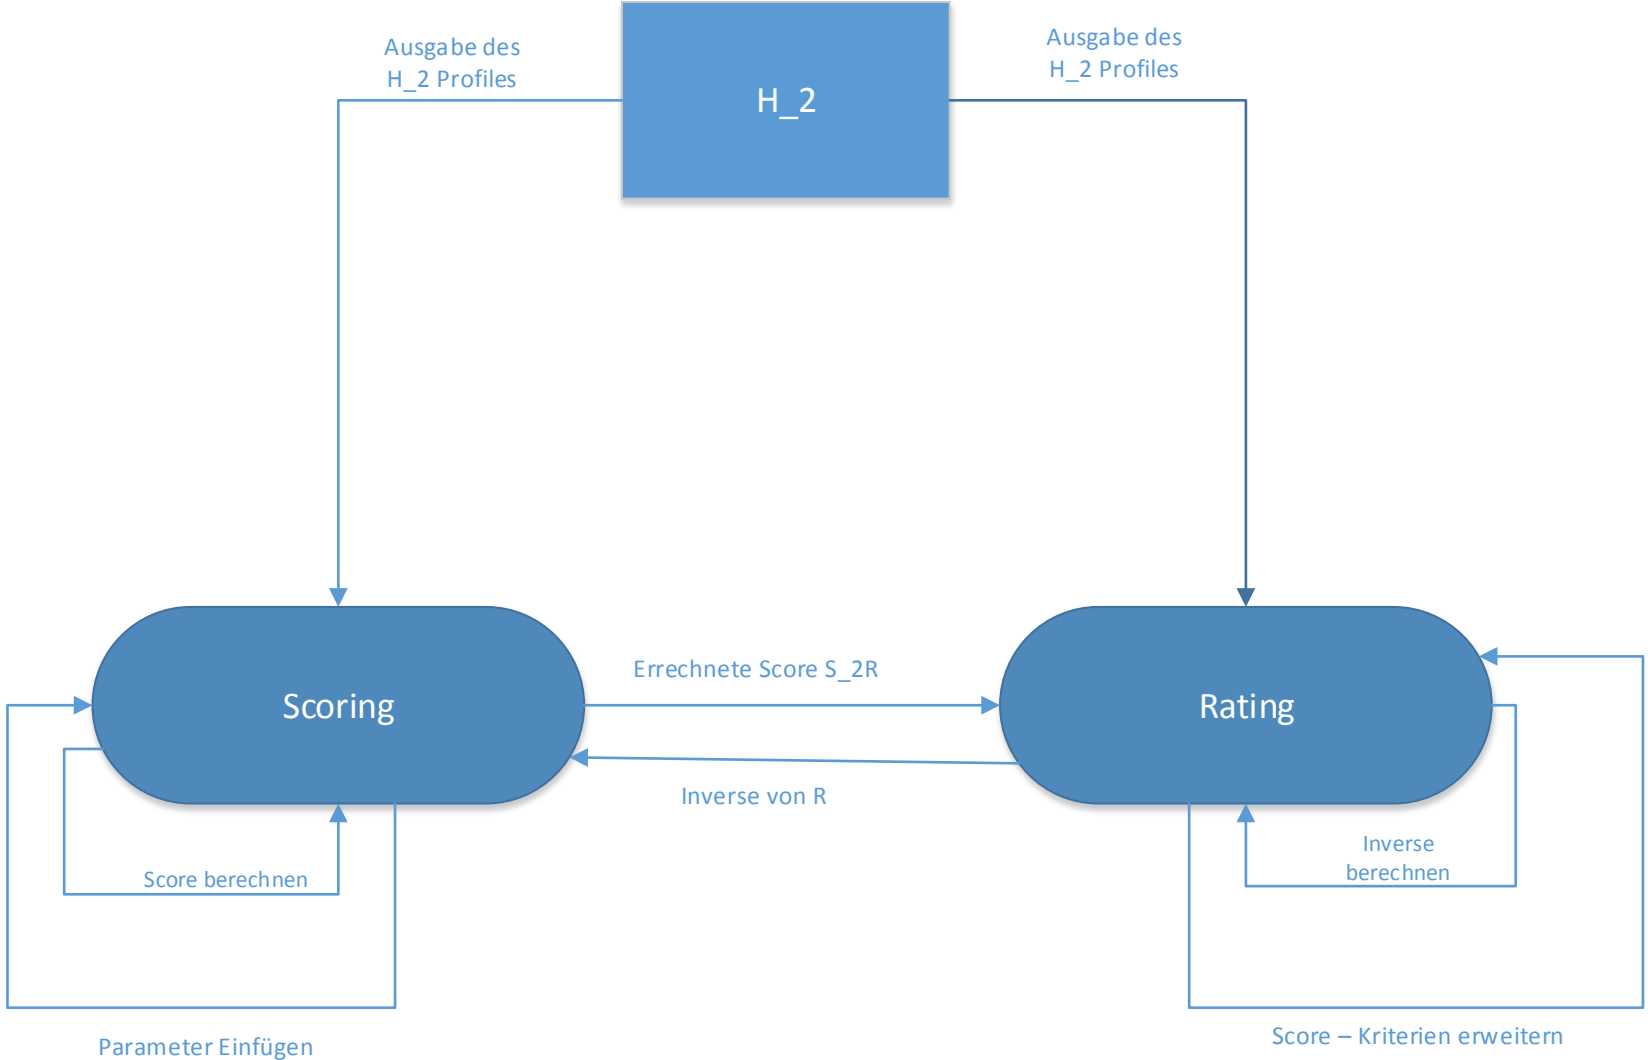 Ausgabe des
H_2 Profiles
H_2
Ausgabe des
H_2 Profiles
Scoring
Errechnete Score S_2R
Rating
Inverse von R
Score berechnen
Inverse
berechnen
Parameter Einfügen
Score – Kriterien erweitern